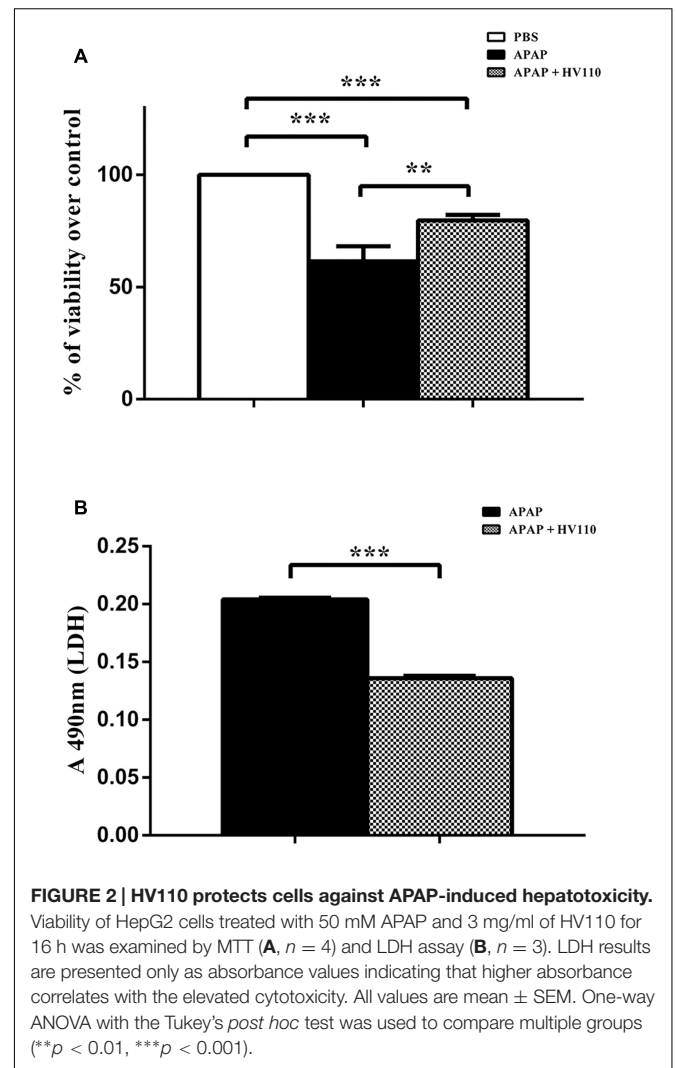 A
PBS
APAP
APAP + HV110
***
***
**
% of viability over control
100
50
0
B
APAP
APAP + HV110
***
A 490nm (LDH)
0.25
0.20
0.15
0.10
0.05
0.00
FIGURE 2 | HV110 protects cells against APAP-induced hepatotoxicity.
Viability of HepG2 cells treated with 50 mM APAP and 3 mg/ml of HV110 for
16 h was examined by MTT (A, n = 4) and LDH assay (B, n = 3). LDH results
are presented only as absorbance values indicating that higher absorbance
correlates with the elevated cytotoxicity. All values are mean ± SEM. One-way
ANOVA with the Tukey's post hoc test was used to compare multiple groups
(**p < 0.01, ***p < 0.001).